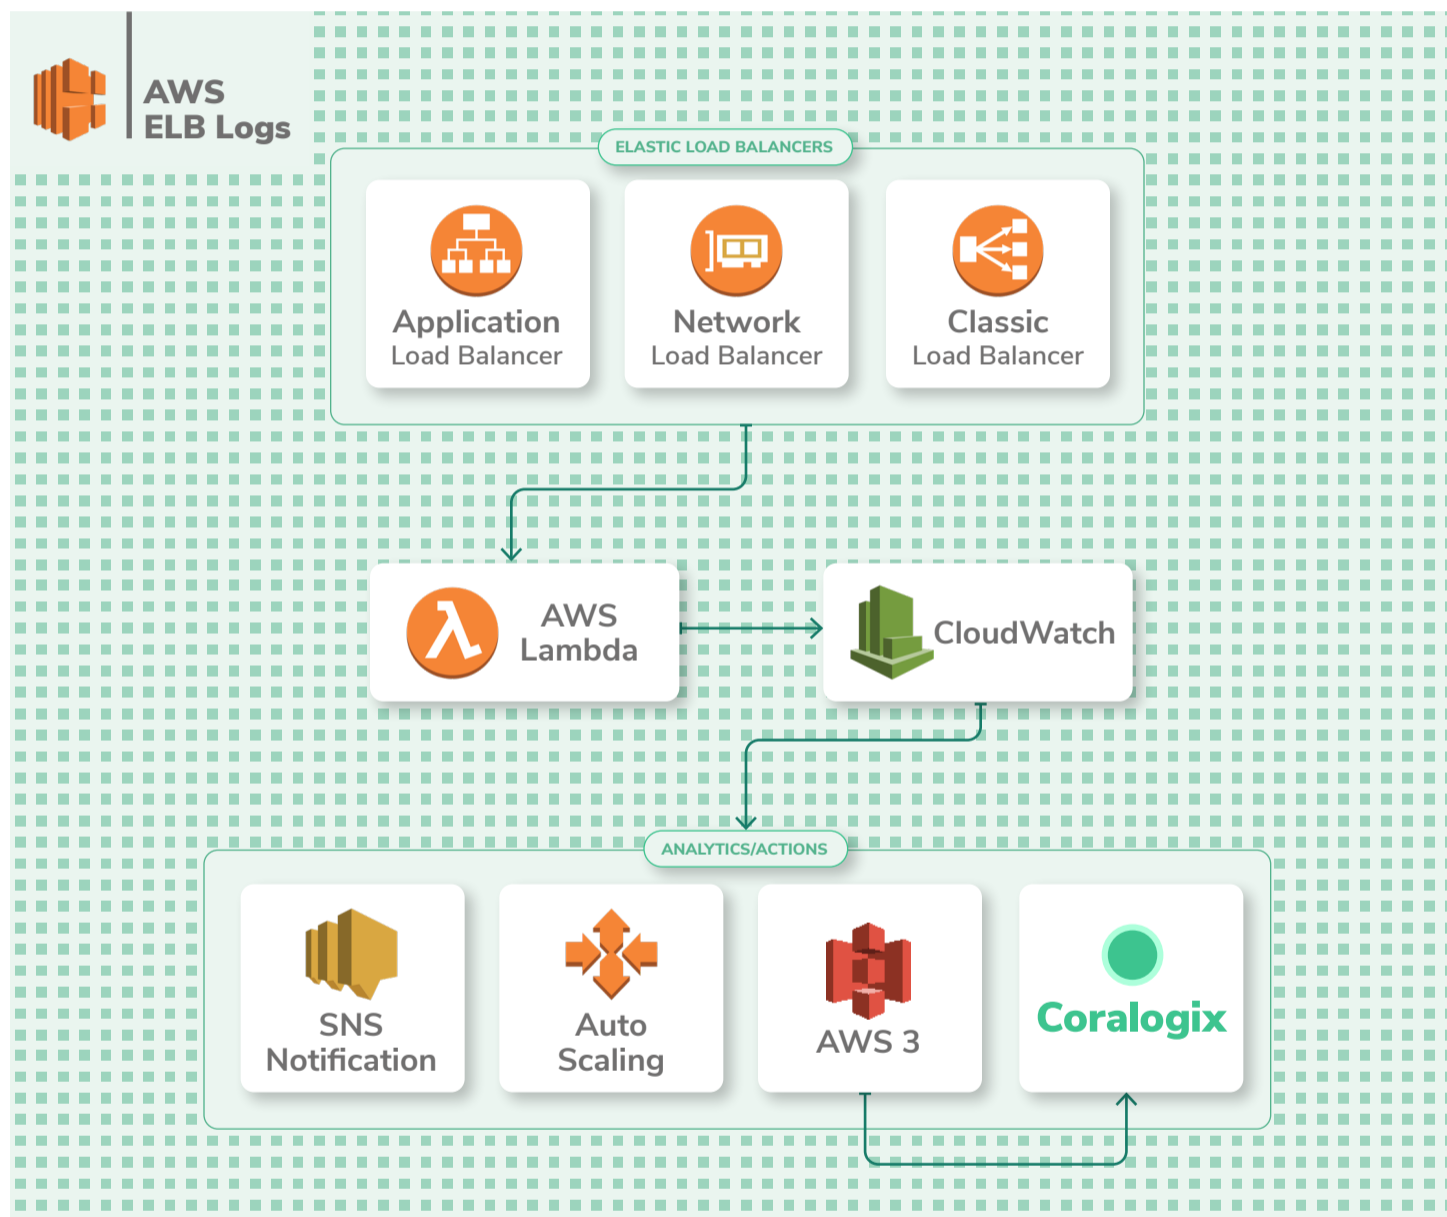 AWS
ELB Logs
ELASTIC LOAD BALANCERS
Application
Load Balancer
Network
Load Balancer
Classic
Load Balancer
AWS
Lambda
CloudWatch
ANALYTICS/ACTIONS
SNS
Notification
Auto
Scaling
AWS 3
Coralogix